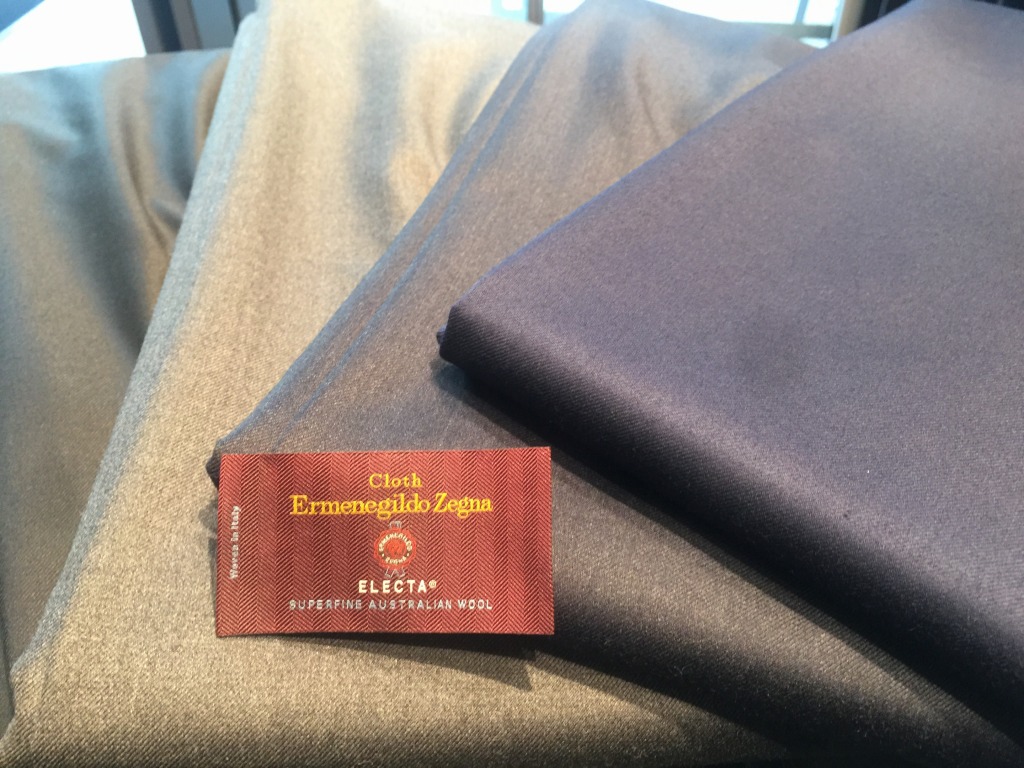 Cloth
Ermenegildo Zegna
ELECTA®
SUPERFINE AUSTRALIAN WOOL
Woven in Italy